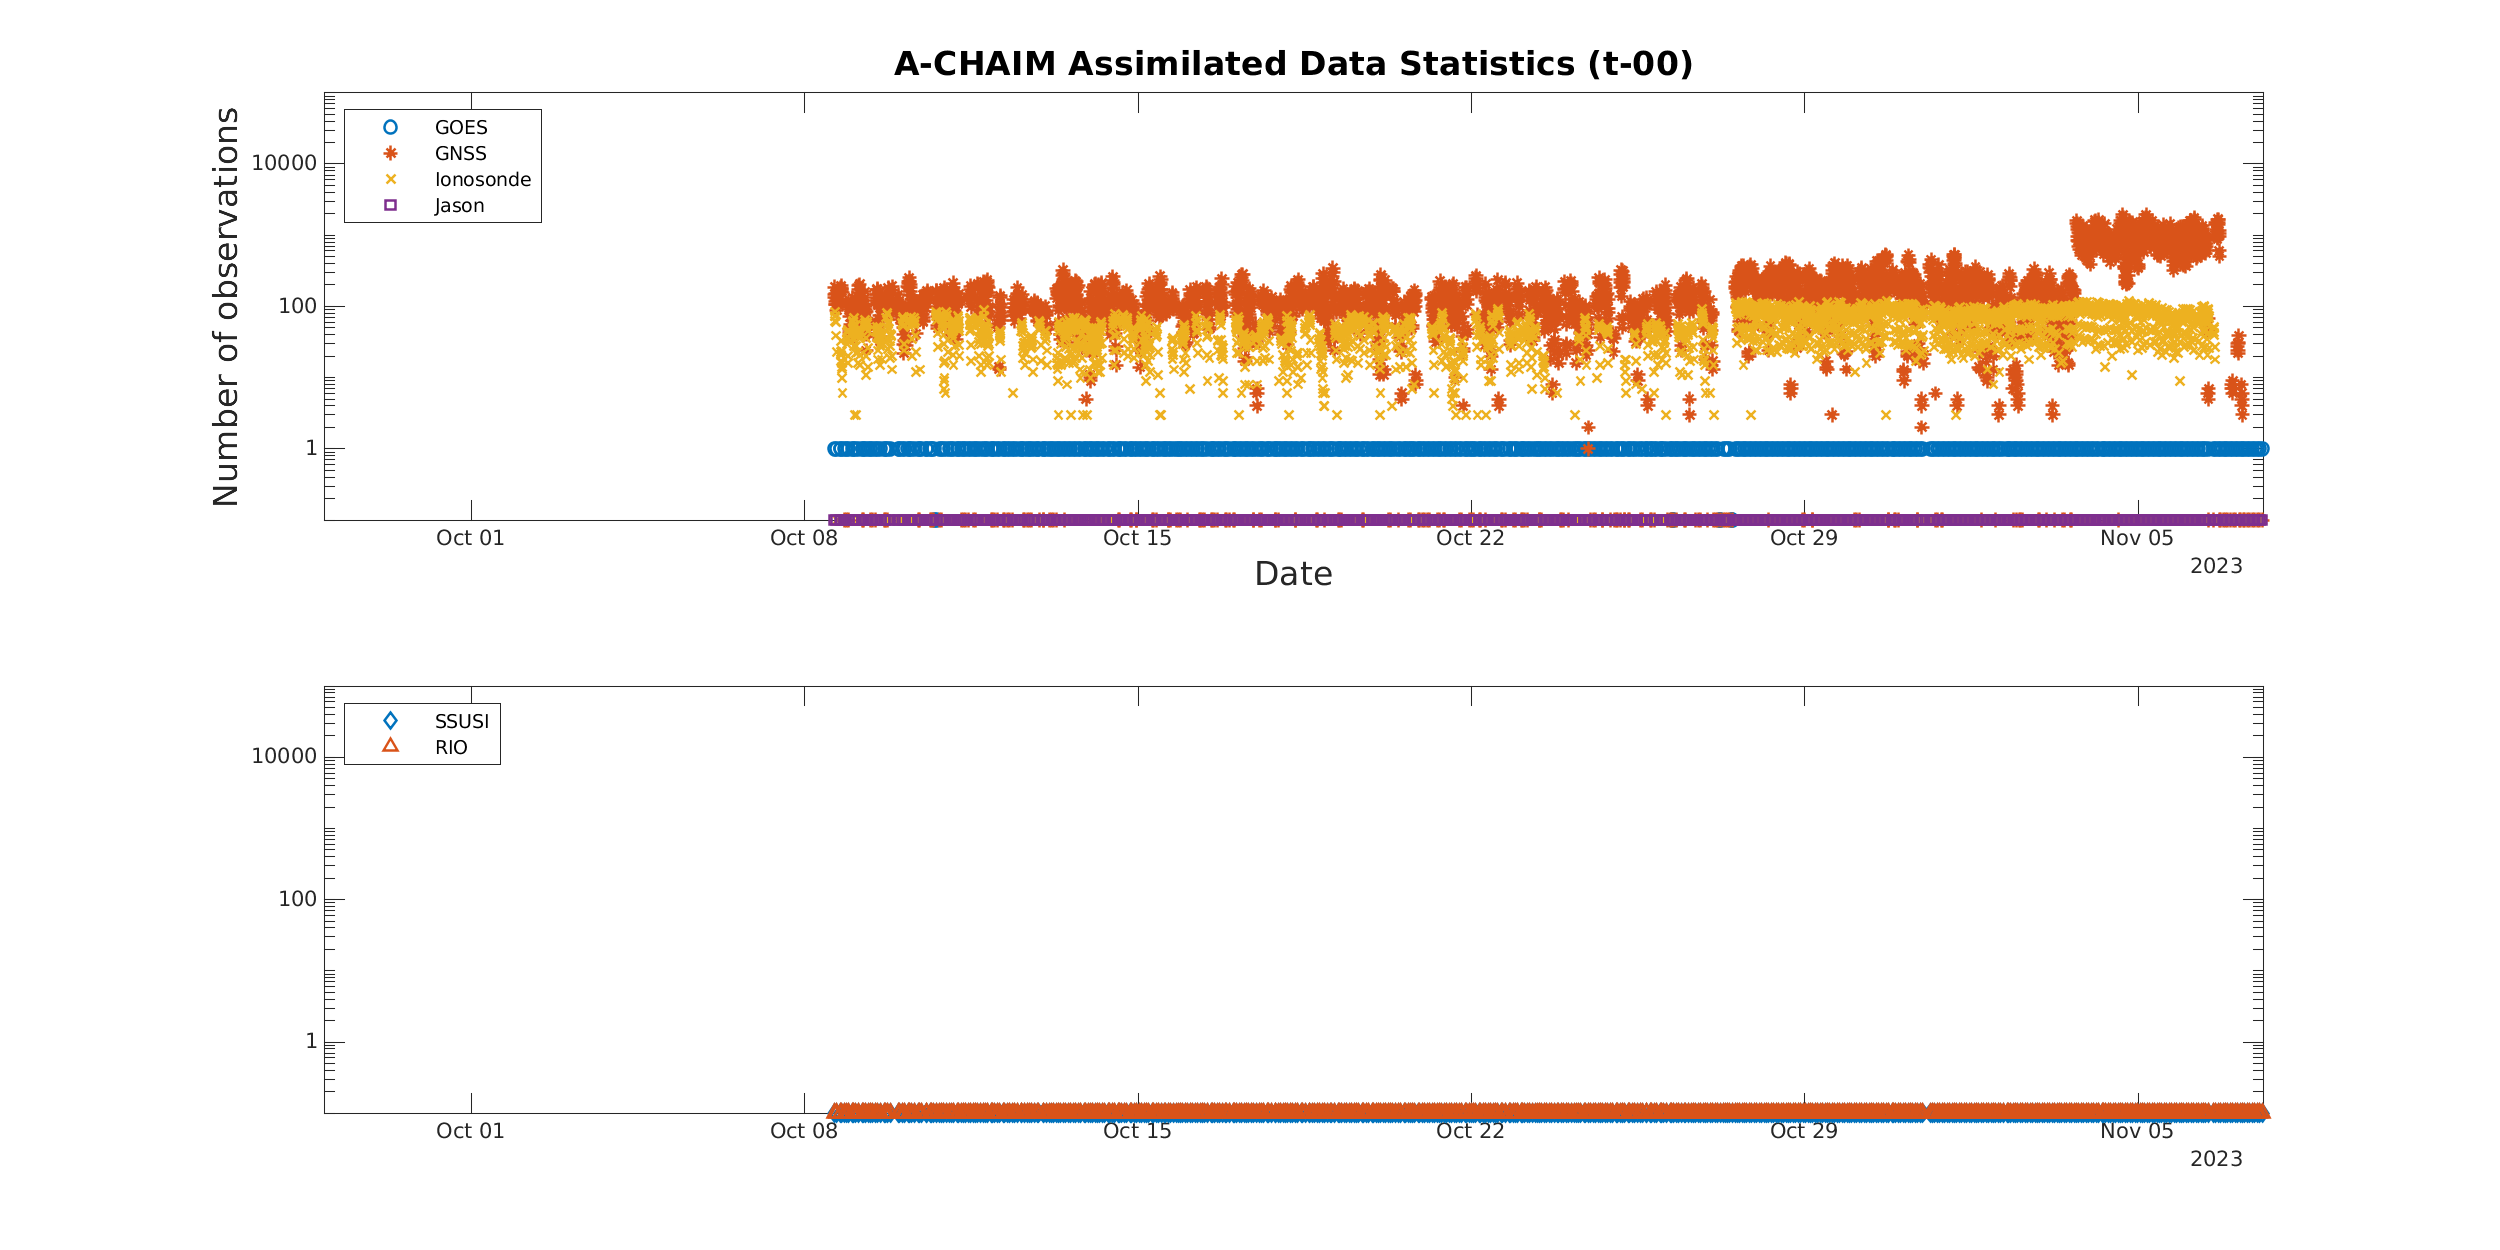 A-CHAIM Assimilated Data Statistics (t-00)
Number of observations
GOES
GNSS
Ionosonde
Jason
10000
100
1
Oct 01 Oct 08 Oct 15 Oct 22 Oct 29 Nov 05
2023
Date
SSUSI
RIO
10000
100
1
Oct 01 Oct 08 Oct 15 Oct 22 Oct 29 Nov 05
2023